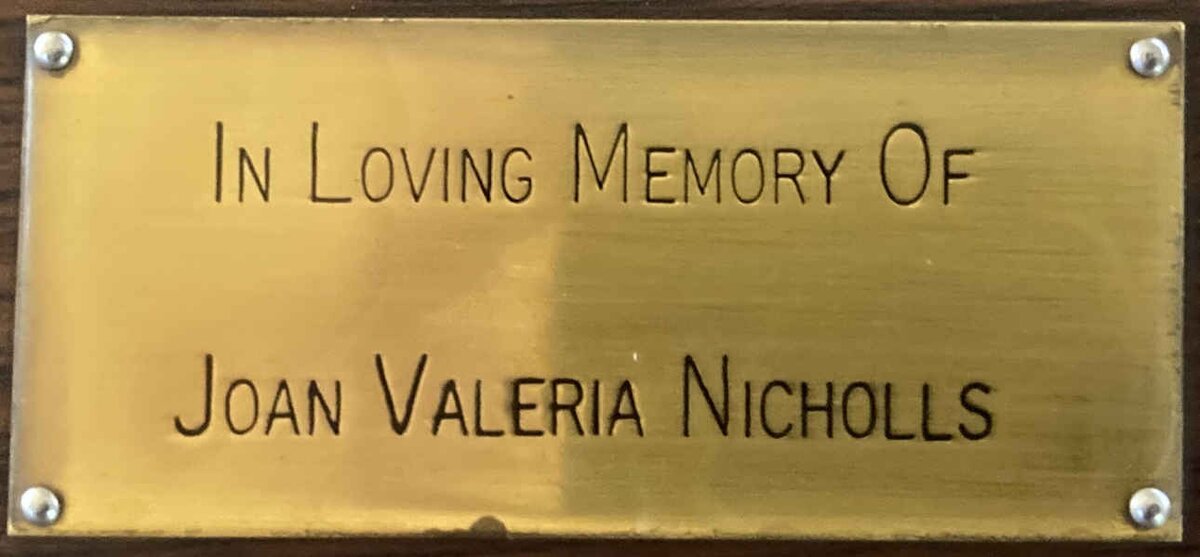 In Loving Memory Of
Joan Valeria Nicholls